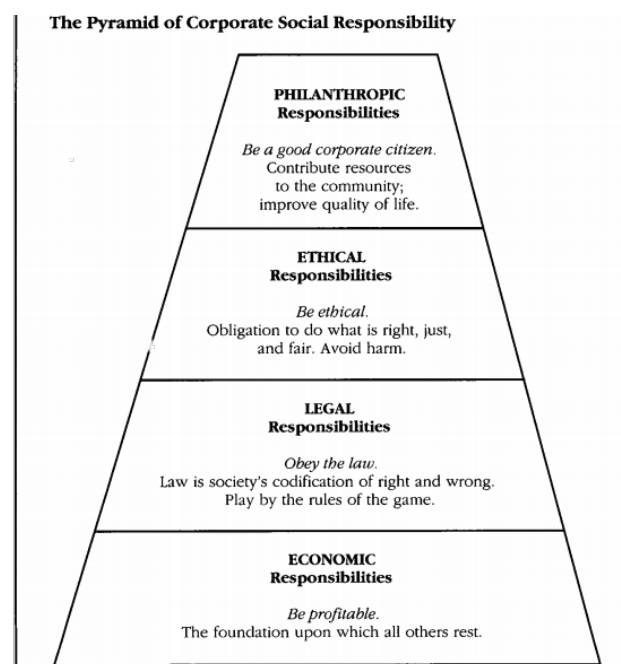 The Pyramid of Corporate Social Responsibility
PHILANTHROPIC
Responsibilities
Be a good corporate citizen.
Contribute resources
to the community;
improve quality of life.
ETHICAL
Responsibilities
Be ethical.
Obligation to do what is right, just,
and fair. Avoid harm.
LEGAL
Responsibilities
Obey the law.
Law is society's codification of right and wrong.
Play by the rules of the game.
ECONOMIC
Responsibilities
Be profitable.
The foundation upon which all others rest.